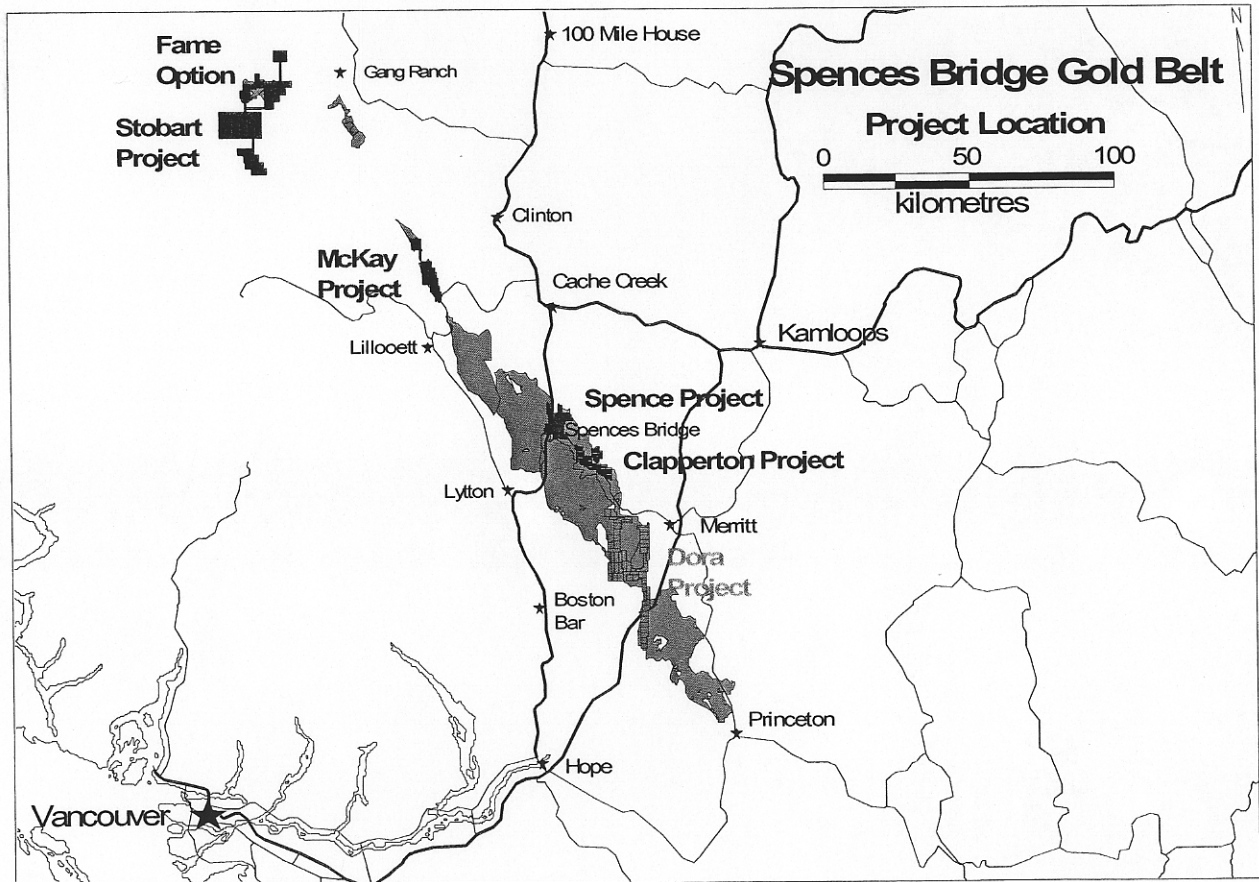 N
100 Mile House
Fame
Option
Gang Ranch
Spences Bridge Gold Belt
Project Location
0 50 100
kilometres
Stobart
Project
Clinton
McKay
Project
Cache Creek
Kamloops
Lillooett
Spence Project
Spences Bridge
Clapperton Project
Lytton
Merritt
Dora
Project
Boston
Bar
Princeton
Hope
Vancouver